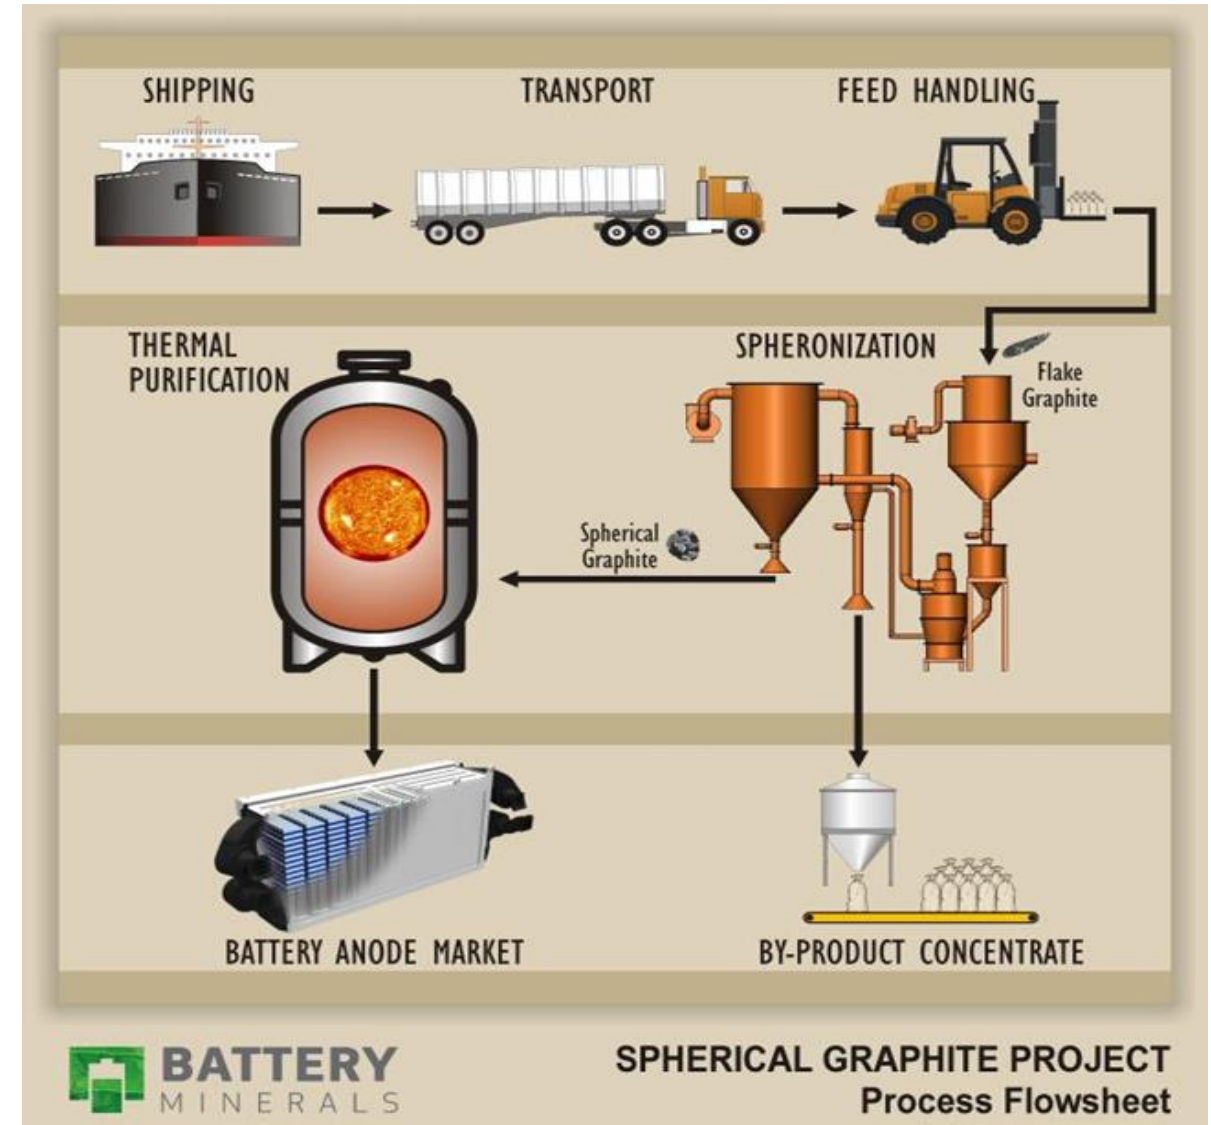 SHIPPING
TRANSPORT
FEED HANDLING
THERMAL
PURIFICATION
SPHERONIZATION
Flake
Graphite
Spherical
Graphite
BATTERY ANODE MARKET
BY-PRODUCT CONCENTRATE
BATTERY
MINERALS
SPHERICAL GRAPHITE PROJECT
Process Flowsheet